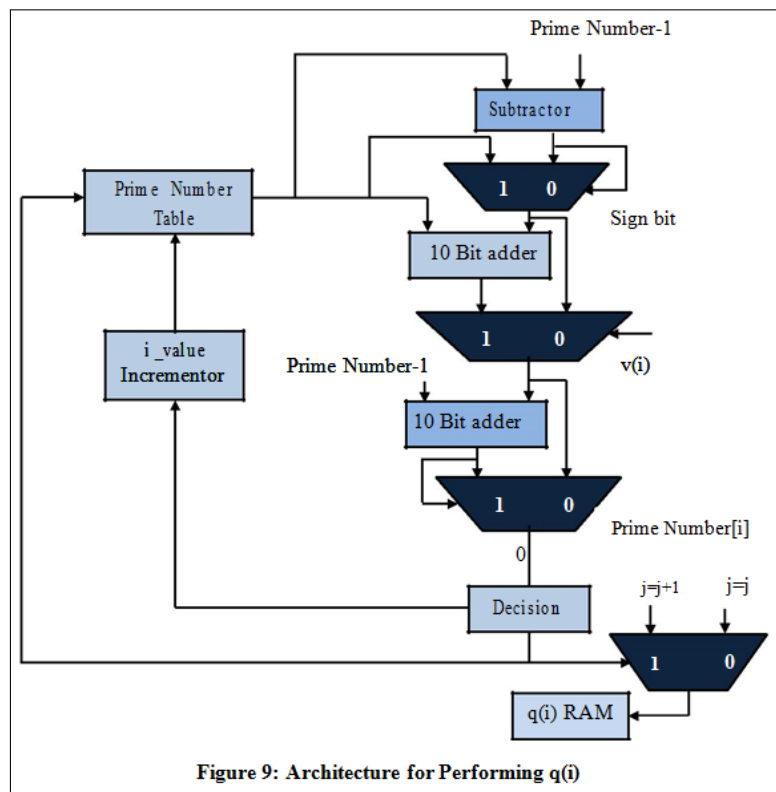 Prime Number-1
Subtractor
1 0
Sign bit
Prime Number
Table
10 Bit adder
1 0
v(i)
i_value
Incrementor
Prime Number-1
10 Bit adder
1 0
Prime Number[i]
0
j=j+1 j=j
Decision
1 0
q(i) RAM
Figure 9: Architecture for Performing q(i)